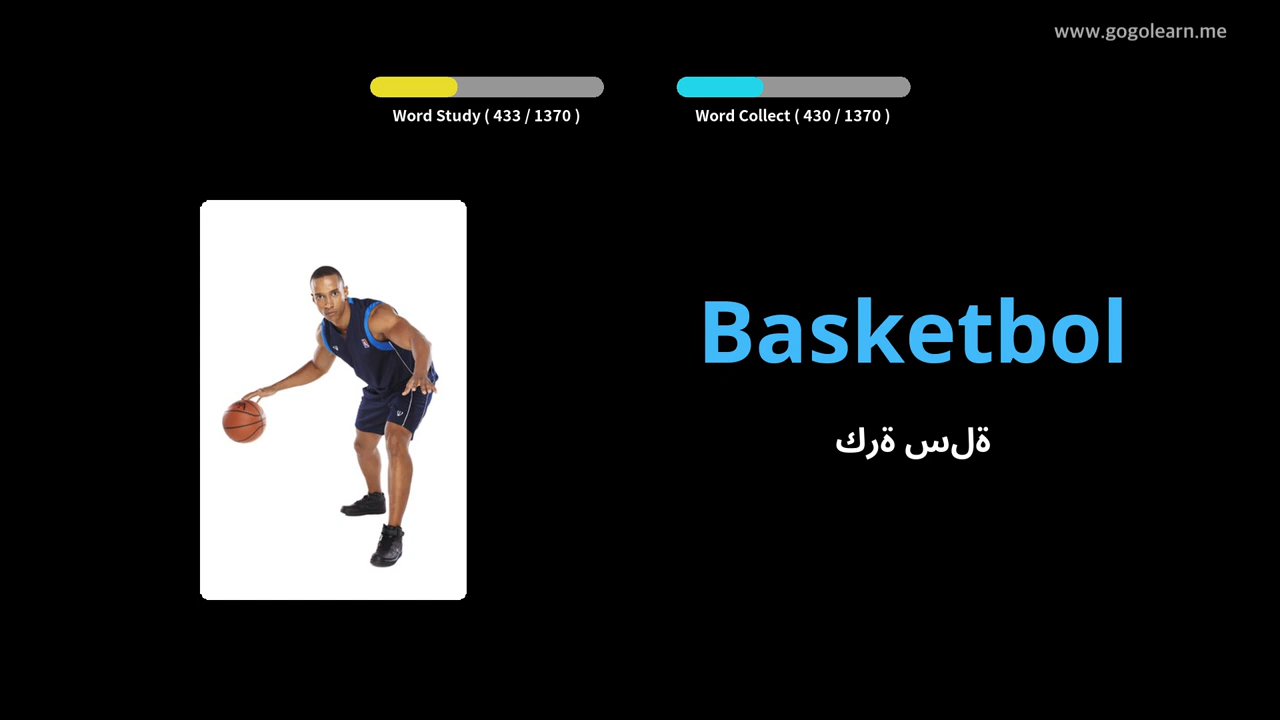 www.gogolearn.me
Word Study ( 433 / 1370 )
Word Collect ( 430 / 1370 )
Basketbol
ةلس ةرك